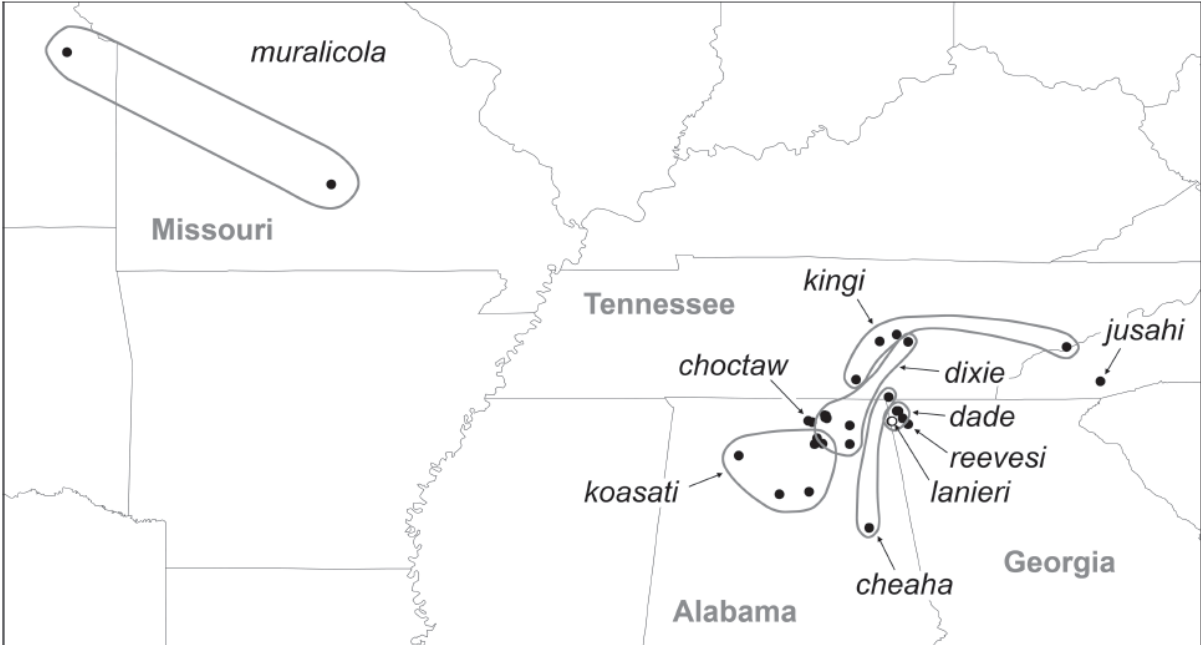 muralicola
Missouri
kingi
Tennessee
jusahi
choctaw
dixie
dade
reevesi
koasati
lanieri
Georgia
cheaha
Alabama